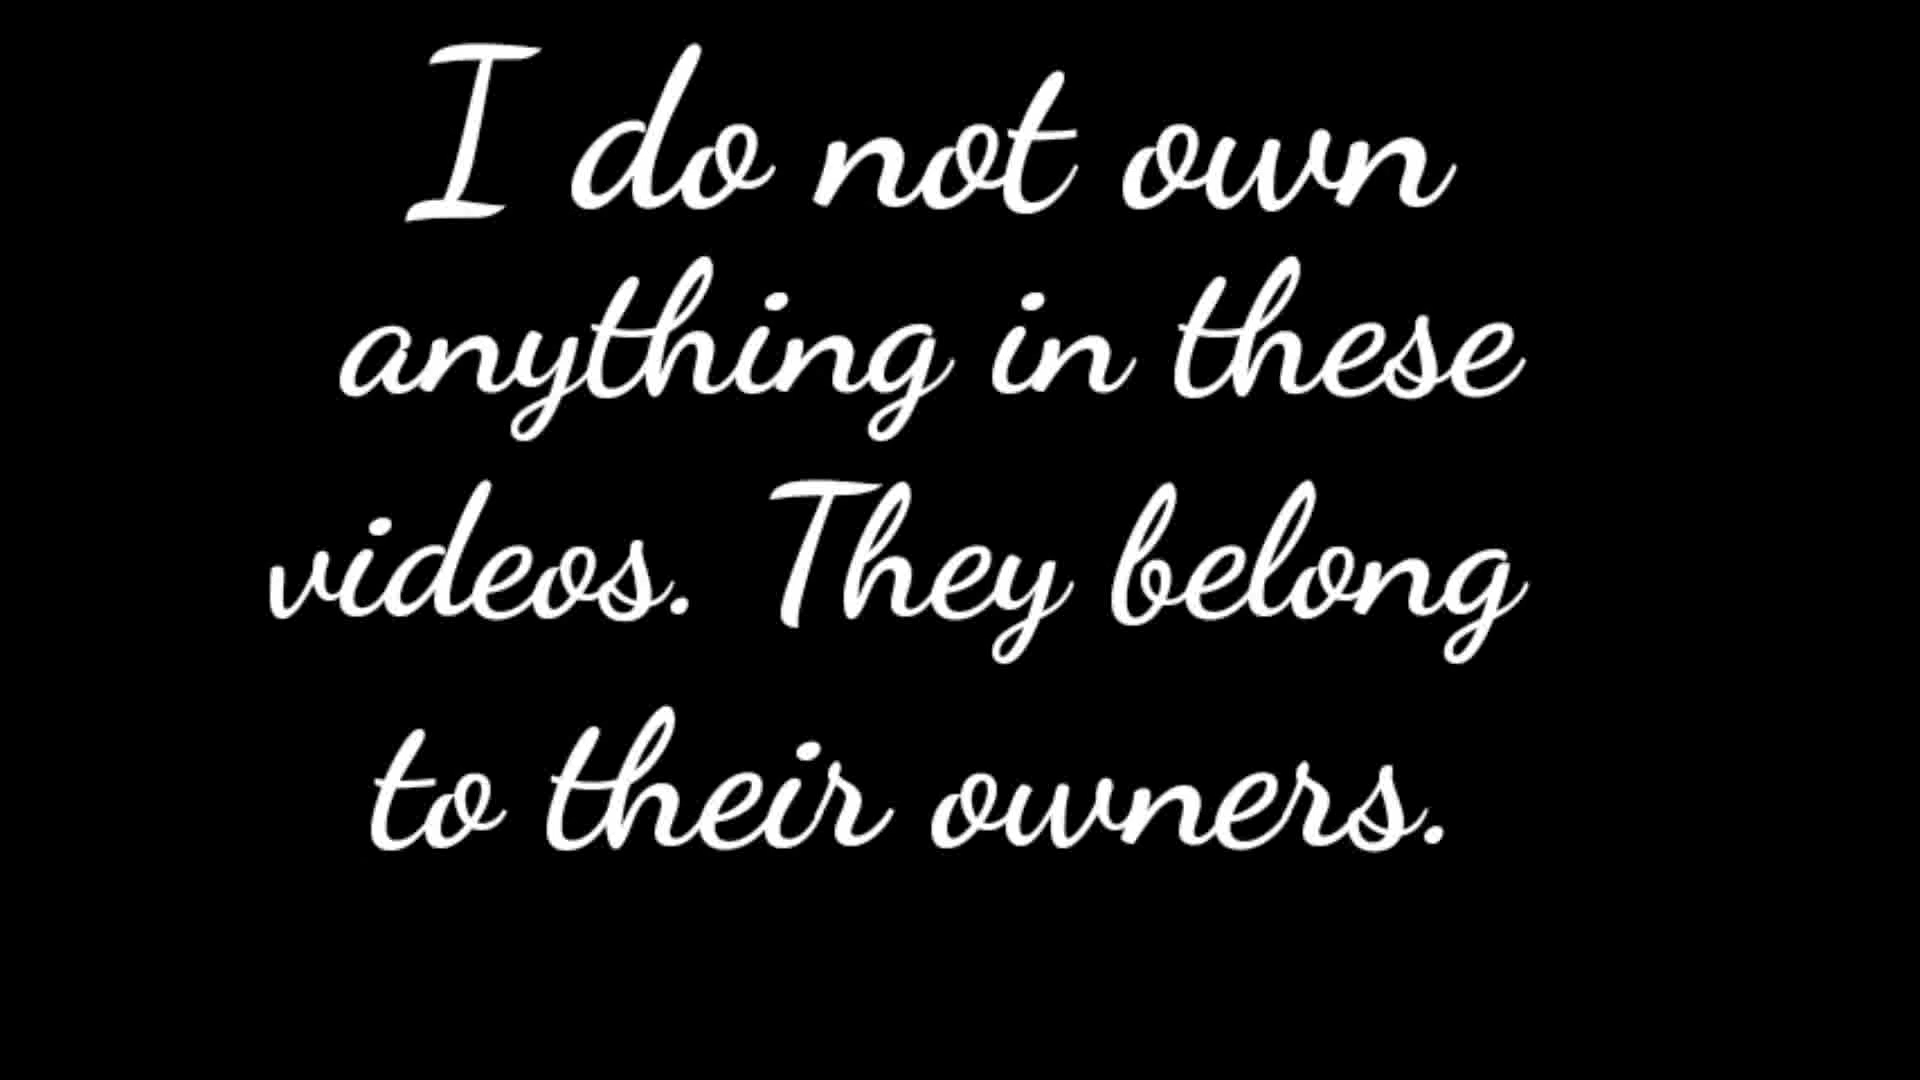 I do not own
anything in these
videos. They belong
to their owners.